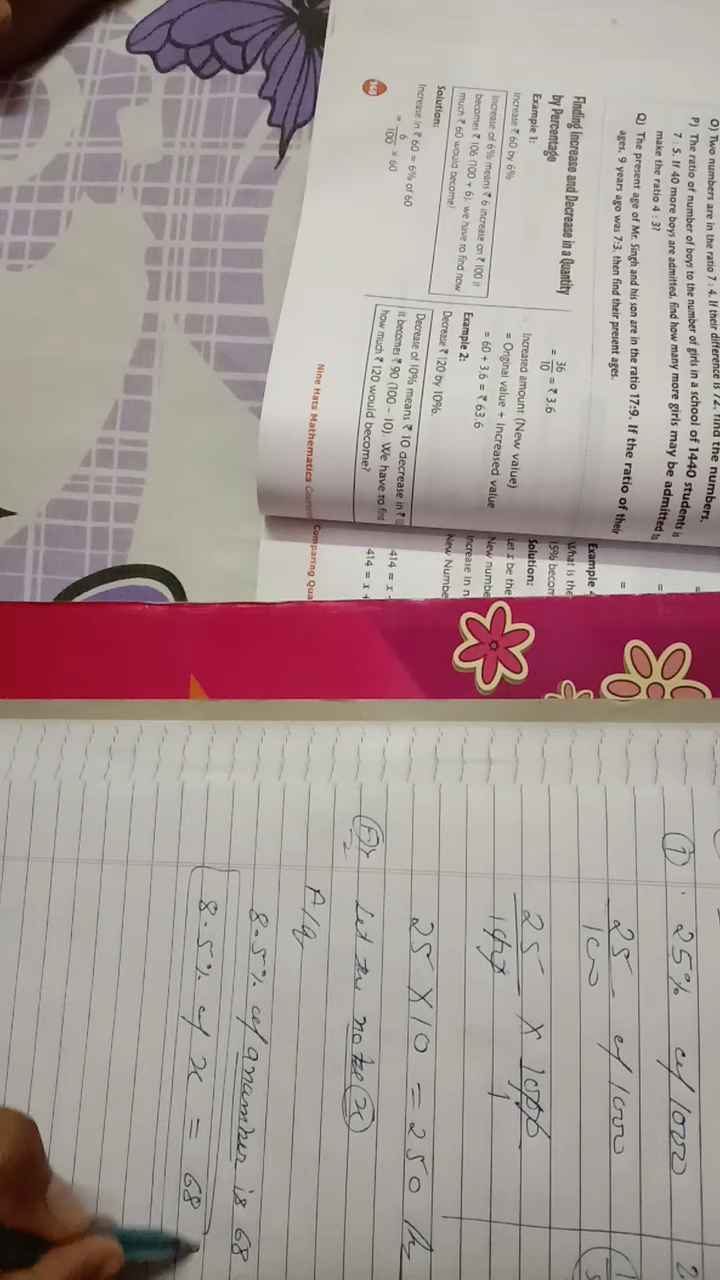 O) Two numbers are in the ratio 7 : 4. If their difference is 72, find the numbers.
P) The ratio of number of boys to the number of girls in a school of 1440 students is
7 : 5. If 40 more boys are admitted, find how many more girls may be admitted to
make the ratio 4 : 3?
Q) The present age of Mr. Singh and his son are in the ratio 17:9. If the ratio of their
ages, 9 years ago was 7:3, then find their present ages.
Finding Increase and Decrease in a Quantity
by Percentage
Example 1:
Increase ₹ 60 by 6%
Increase of 6% means ₹ 6 increase on ₹ 100 it
becomes ₹ 106 (100 + 6), we have to find how
much ₹ 60 would become?
Solution:
Increase in ₹ 60 = 6% of 60
= 6/100 × 60
= 36/10 = ₹ 3.6
Increased amount (New value)
= Original value + Increased value
= 60 + 3.6 = ₹ 63.6
Example 2:
Decrease ₹ 120 by 10%.
Decrease of 10% means ₹ 10 decrease in ₹
it becomes ₹ 90 (100 – 10). We have to find
how much ₹ 120 would become?
Nine Hats Mathematics
Example
What is the
15% becom
Solution:
Let x be the
New numbe
Increase in n
New Numbe
414 = x
414 = x +
Comparing Qua
① 25% of 1000
25/100 of 1000
25/100 × 1000/1
25 × 10 = 250
Let the no be x
A/q
8.5% of a number is 68
8.5% of x = 68